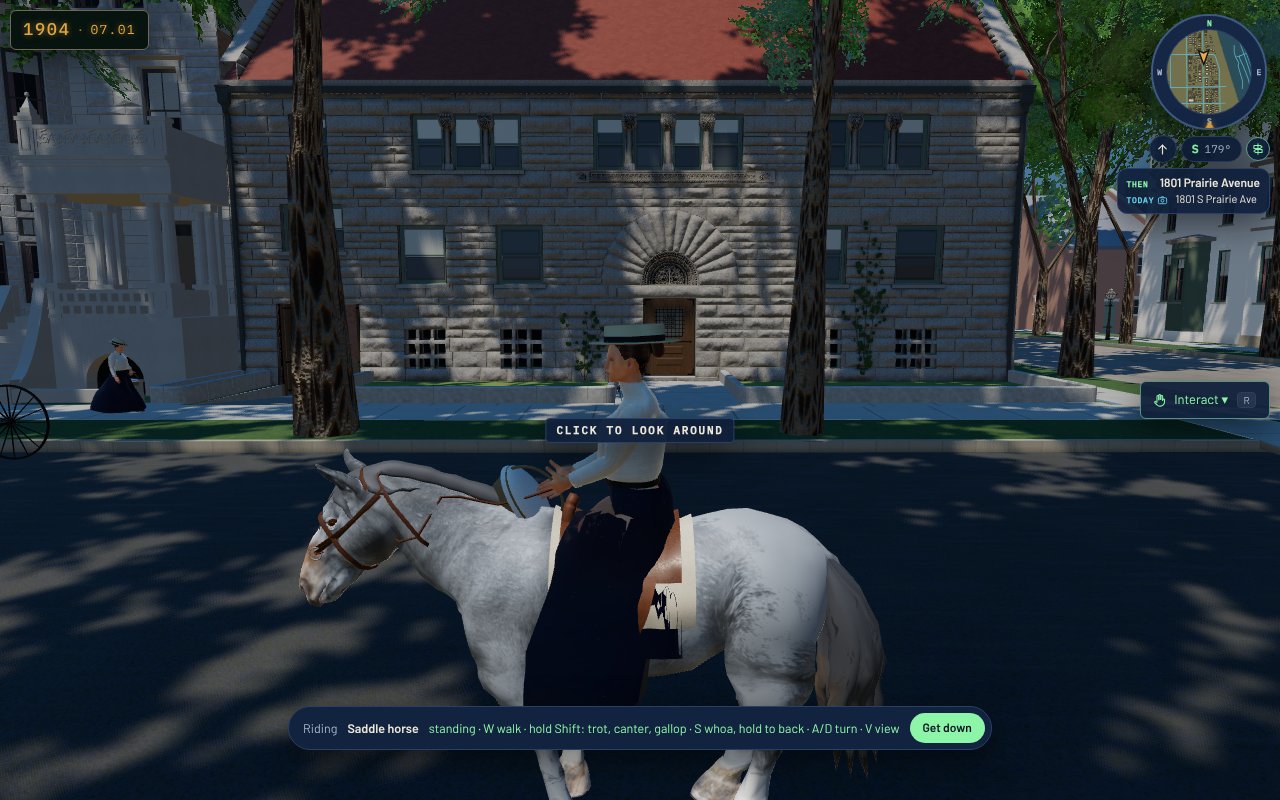 1904 · 07.01
N
W
E
S
S 179°
THEN 1801 Prairie Avenue
TODAY 1801 S Prairie Ave
Interact ▾ R
CLICK TO LOOK AROUND
Riding Saddle horse standing · W walk · hold Shift: trot, canter, gallop · S whoa, hold to back · A/D turn · V view Get down